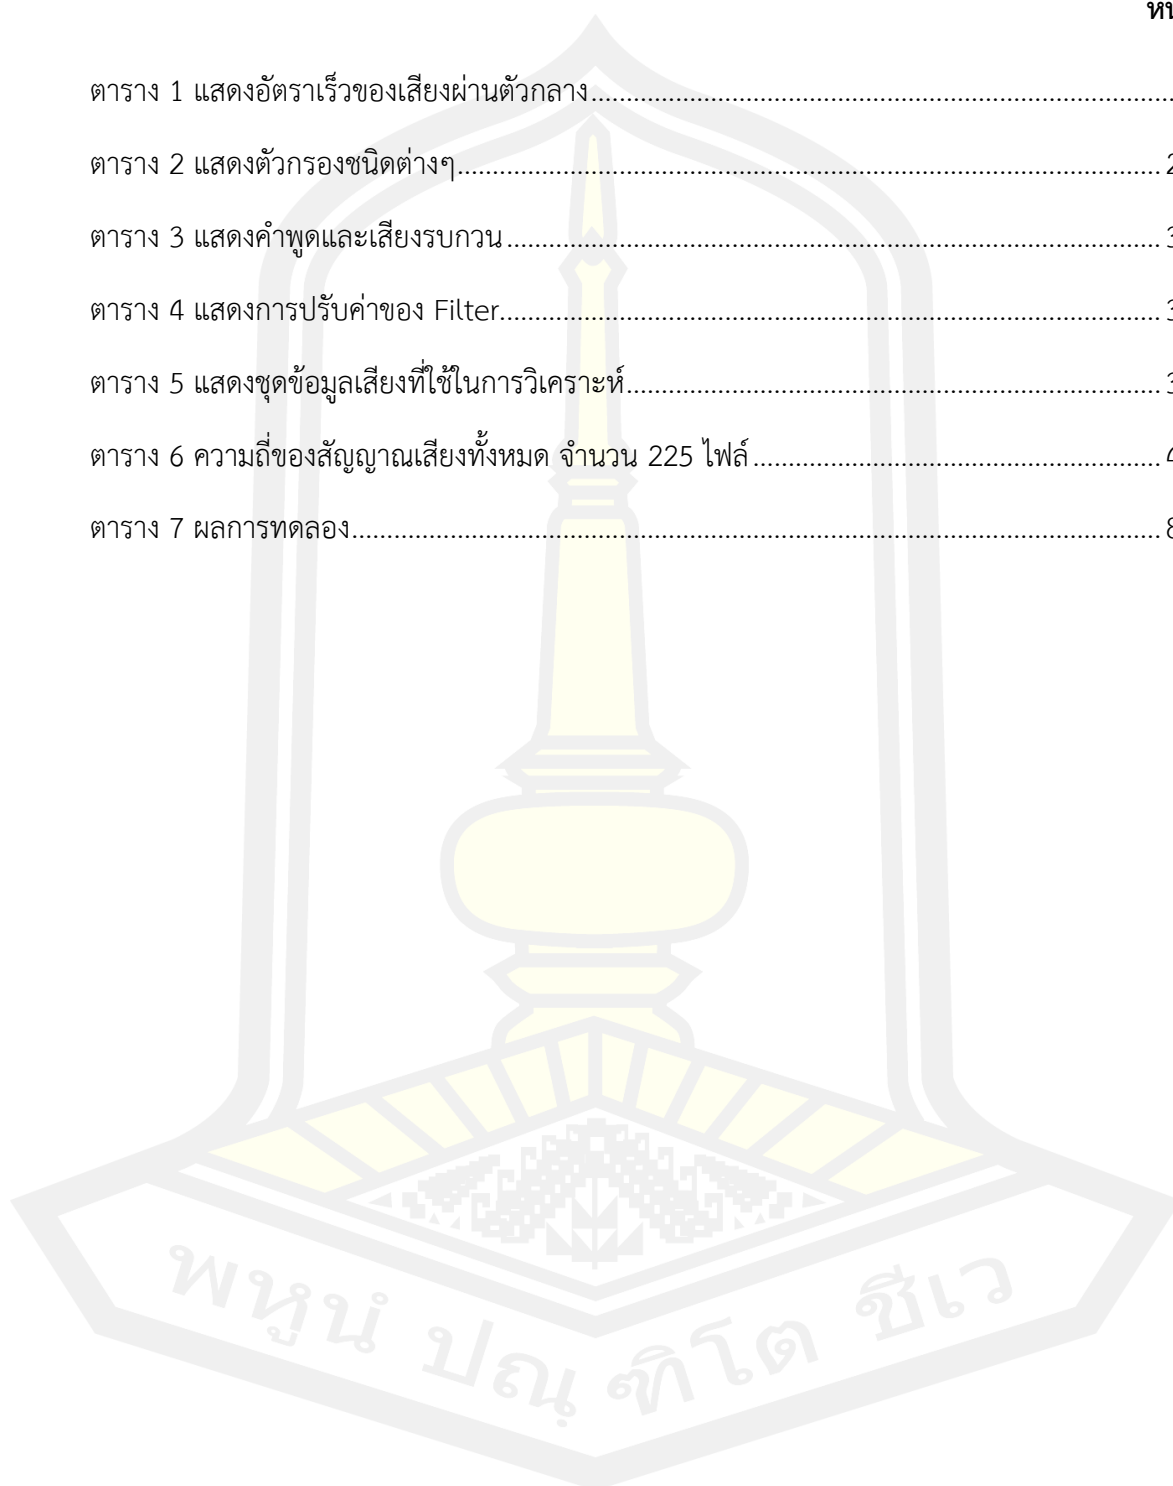 ตาราง 1 แสดงอัตราเร็วของเสียงผ่านตัวกลาง
ตาราง 2 แสดงตัวกรองชนิดต่างๆ 2
ตาราง 3 แสดงคำพูดและเสียงรบกวน 3
ตาราง 4 แสดงการปรับค่าของ Filter 3
ตาราง 5 แสดงชุดข้อมูลเสียงที่ใช้ในการวิเคราะห์ 3
ตาราง 6 ความถี่ของสัญญาณเสียงทั้งหมด จำนวน 225 ไฟล์ 4
ตาราง 7 ผลการทดลอง 8
พหูนํ ปณฺฑิโต ชีเว